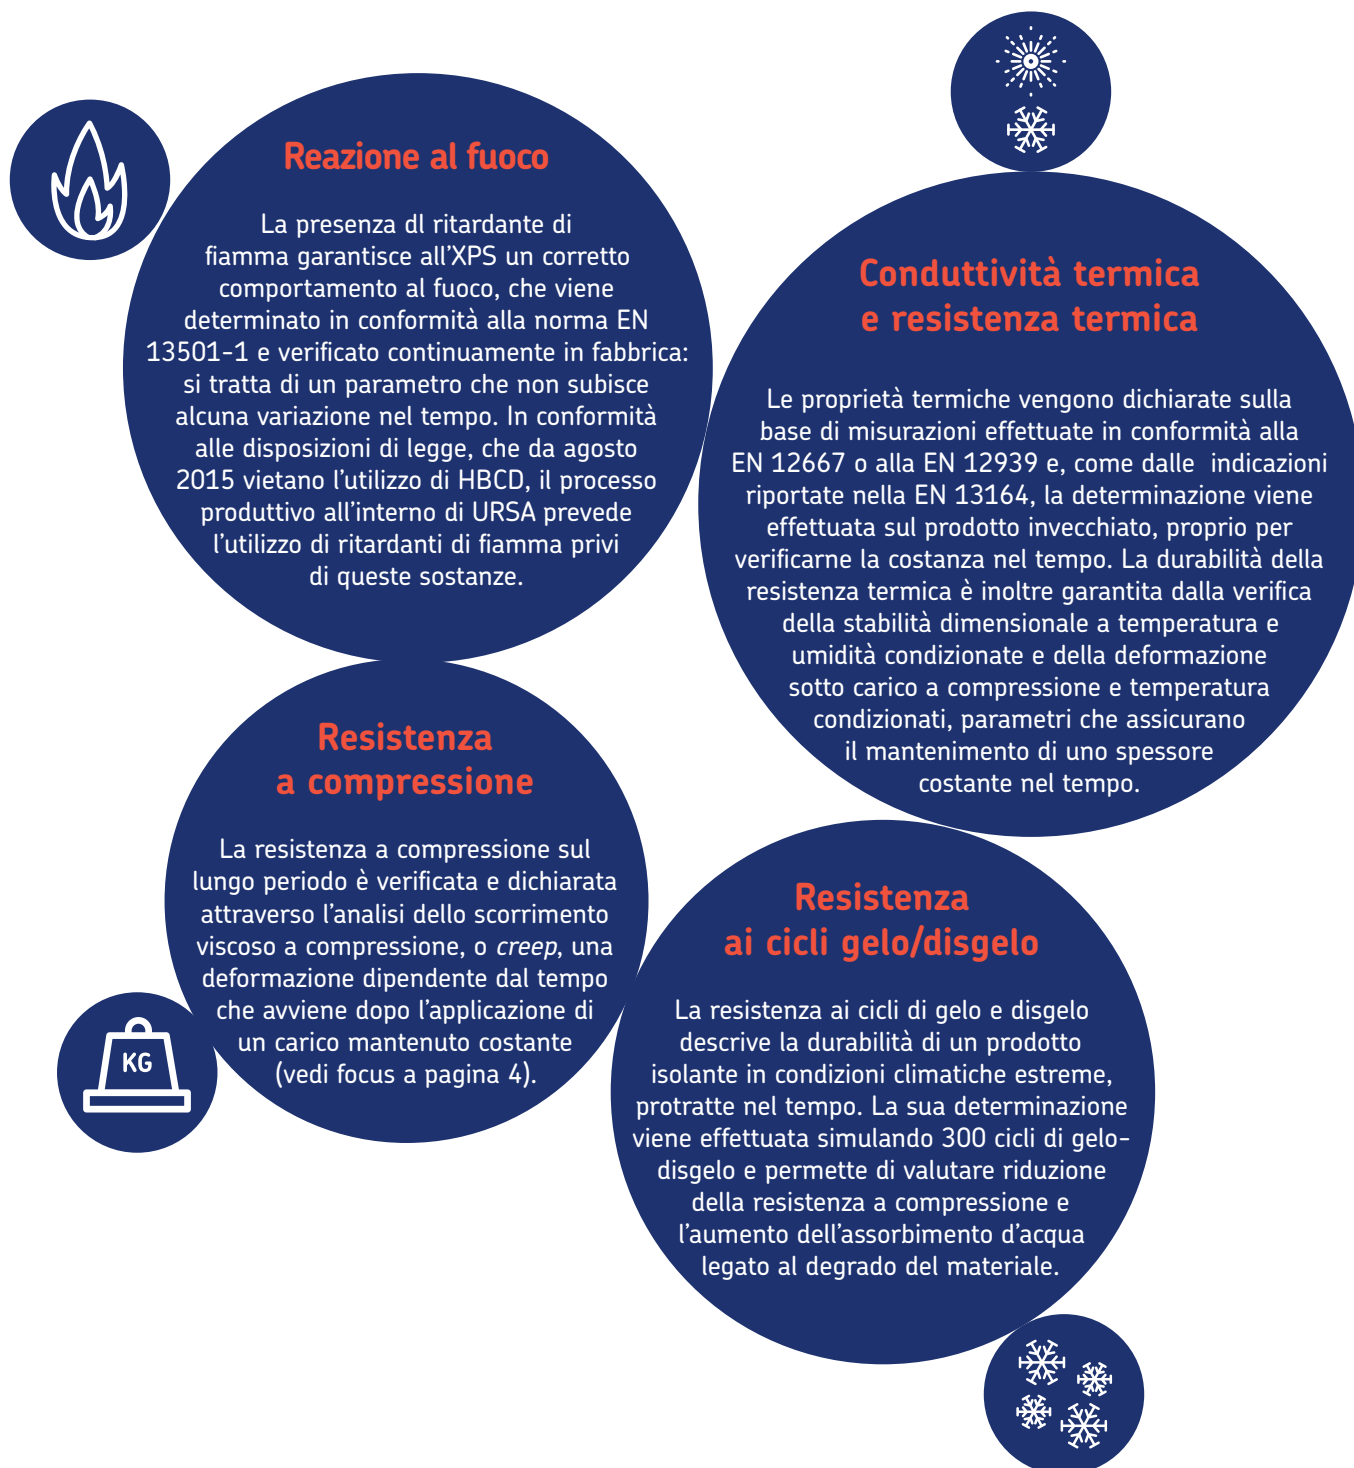 Reazione al fuoco
La presenza dl ritardante di
fiamma garantisce all'XPS un corretto
comportamento al fuoco, che viene
determinato in conformità alla norma EN
13501-1 e verificato continuamente in fabbrica:
si tratta di un parametro che non subisce
alcuna variazione nel tempo. In conformità
alle disposizioni di legge, che da agosto
2015 vietano l'utilizzo di HBCD, il processo
produttivo all'interno di URSA prevede
l'utilizzo di ritardanti di fiamma privi
di queste sostanze.
Conduttività termica
e resistenza termica
Le proprietà termiche vengono dichiarate sulla
base di misurazioni effettuate in conformità alla
EN 12667 o alla EN 12939 e, come dalle  indicazioni
riportate nella EN 13164, la determinazione viene
effettuata sul prodotto invecchiato, proprio per
verificarne la costanza nel tempo. La durabilità della
resistenza termica è inoltre garantita dalla verifica
della stabilità dimensionale a temperatura e
umidità condizionate e della deformazione
sotto carico a compressione e temperatura
condizionati, parametri che assicurano
il mantenimento di uno spessore
costante nel tempo.
Resistenza
a compressione
La resistenza a compressione sul
lungo periodo è verificata e dichiarata
attraverso l'analisi dello scorrimento
viscoso a compressione, o creep, una
deformazione dipendente dal tempo
che avviene dopo l'applicazione di
un carico mantenuto costante
(vedi focus a pagina 4).
KG
Resistenza
ai cicli gelo/disgelo
La resistenza ai cicli di gelo e disgelo
descrive la durabilità di un prodotto
isolante in condizioni climatiche estreme,
protratte nel tempo. La sua determinazione
viene effettuata simulando 300 cicli di gelo-
disgelo e permette di valutare riduzione
della resistenza a compressione e
l'aumento dell'assorbimento d'acqua
legato al degrado del materiale.